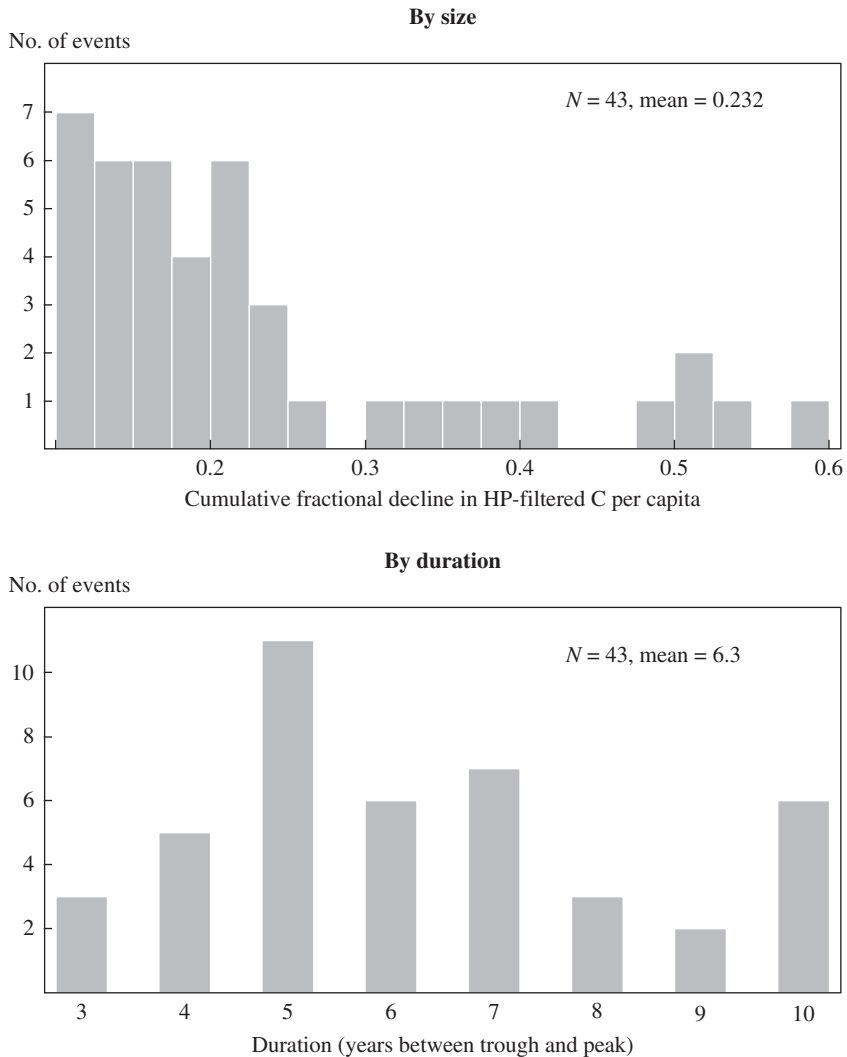 By size
No. of events
N = 43, mean = 0.232
7
6
5
4
3
2
1
0.2 0.3 0.4 0.5 0.6
Cumulative fractional decline in HP-filtered C per capita
By duration
No. of events
N = 43, mean = 6.3
10
8
6
4
2
3 4 5 6 7 8 9 10
Duration (years between trough and peak)